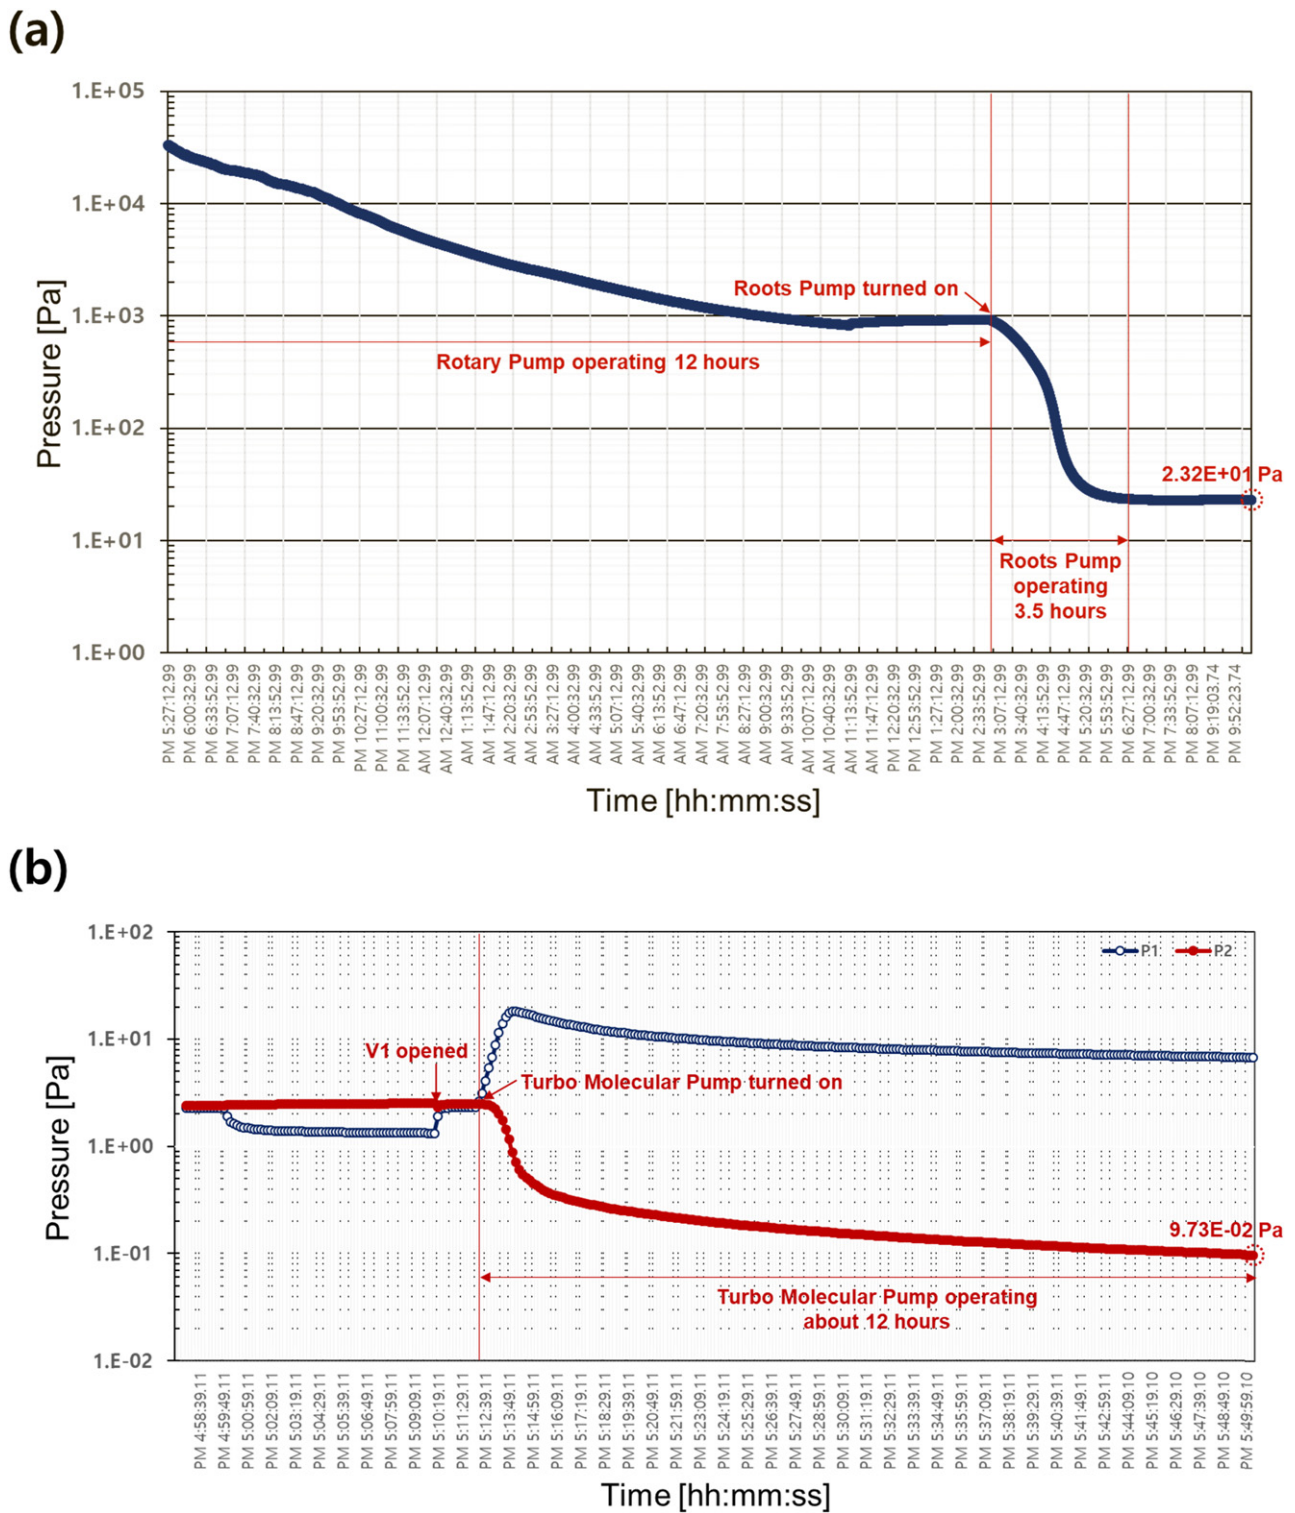 (a)
1.E+05
1.E+04
1.E+03
1.E+02
1.E+01
1.E+00
Pressure [Pa]
Roots Pump turned on
Rotary Pump operating 12 hours
2.32E+01 Pa
Roots Pump
operating
3.5 hours
PM 5:27:12.99
PM 6:00:32.99
PM 6:33:52.99
PM 7:07:12.99
PM 7:40:32.99
PM 8:13:52.99
PM 8:47:12.99
PM 9:20:32.99
PM 9:53:52.99
PM 10:27:12.99
PM 11:00:32.99
PM 11:33:52.99
AM 12:07:12.99
AM 12:40:32.99
AM 1:13:52.99
AM 1:47:12.99
AM 2:20:32.99
AM 2:53:52.99
AM 3:27:12.99
AM 4:00:32.99
AM 4:33:52.99
AM 5:07:12.99
AM 5:40:32.99
AM 6:13:52.99
AM 6:47:12.99
AM 7:20:32.99
AM 7:53:52.99
AM 8:27:12.99
AM 9:00:32.99
AM 9:33:52.99
AM 10:07:12.99
AM 10:40:32.99
AM 11:13:52.99
AM 11:47:12.99
PM 12:20:32.99
PM 12:53:52.99
PM 1:27:12.99
PM 2:00:32.99
PM 2:33:52.99
PM 3:07:12.99
PM 3:40:32.99
PM 4:13:52.99
PM 4:47:12.99
PM 5:20:32.99
PM 5:53:52.99
PM 6:27:12.99
PM 7:00:32.99
PM 7:33:52.99
PM 8:07:12.99
PM 9:19:03.74
PM 9:52:23.74
Time [hh:mm:ss]
(b)
1.E+02
1.E+01
1.E+00
1.E-01
1.E-02
Pressure [Pa]
P1
P2
V1 opened
Turbo Molecular Pump turned on
9.73E-02 Pa
Turbo Molecular Pump operating
about 12 hours
PM 4:58:39.11
PM 4:59:49.11
PM 5:00:59.11
PM 5:02:09.11
PM 5:03:19.11
PM 5:04:29.11
PM 5:05:39.11
PM 5:06:49.11
PM 5:07:59.11
PM 5:09:09.11
PM 5:10:19.11
PM 5:11:29.11
PM 5:12:39.11
PM 5:13:49.11
PM 5:14:59.11
PM 5:16:09.11
PM 5:17:19.11
PM 5:18:29.11
PM 5:19:39.11
PM 5:20:49.11
PM 5:21:59.11
PM 5:23:09.11
PM 5:24:19.11
PM 5:25:29.11
PM 5:26:39.11
PM 5:27:49.11
PM 5:28:59.11
PM 5:30:09.11
PM 5:31:19.11
PM 5:32:29.11
PM 5:33:39.11
PM 5:34:49.11
PM 5:35:59.11
PM 5:37:09.11
PM 5:38:19.11
PM 5:39:29.11
PM 5:40:39.11
PM 5:41:49.11
PM 5:42:59.11
PM 5:44:09.10
PM 5:45:19.10
PM 5:46:29.10
PM 5:47:39.10
PM 5:48:49.10
PM 5:49:59.10
Time [hh:mm:ss]